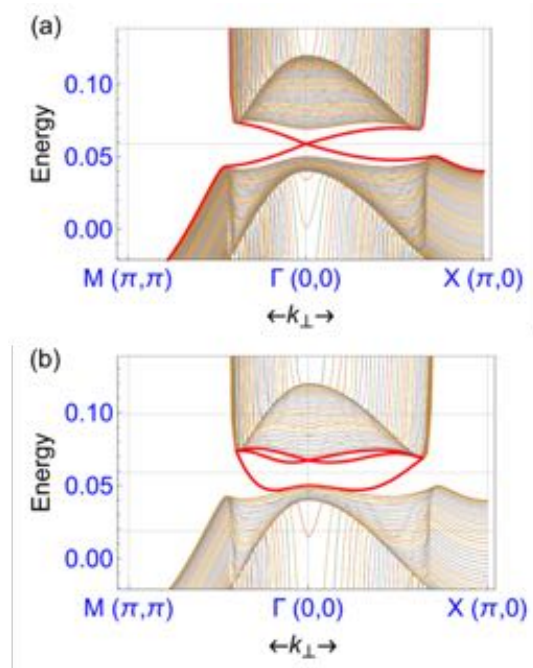 (a)
0.10
0.05
0.00
Energy
M (π,π)
Γ (0,0)
X (π,0)
←k⊥→
(b)
0.10
0.05
0.00
Energy
M (π,π)
Γ (0,0)
X (π,0)
←k⊥→